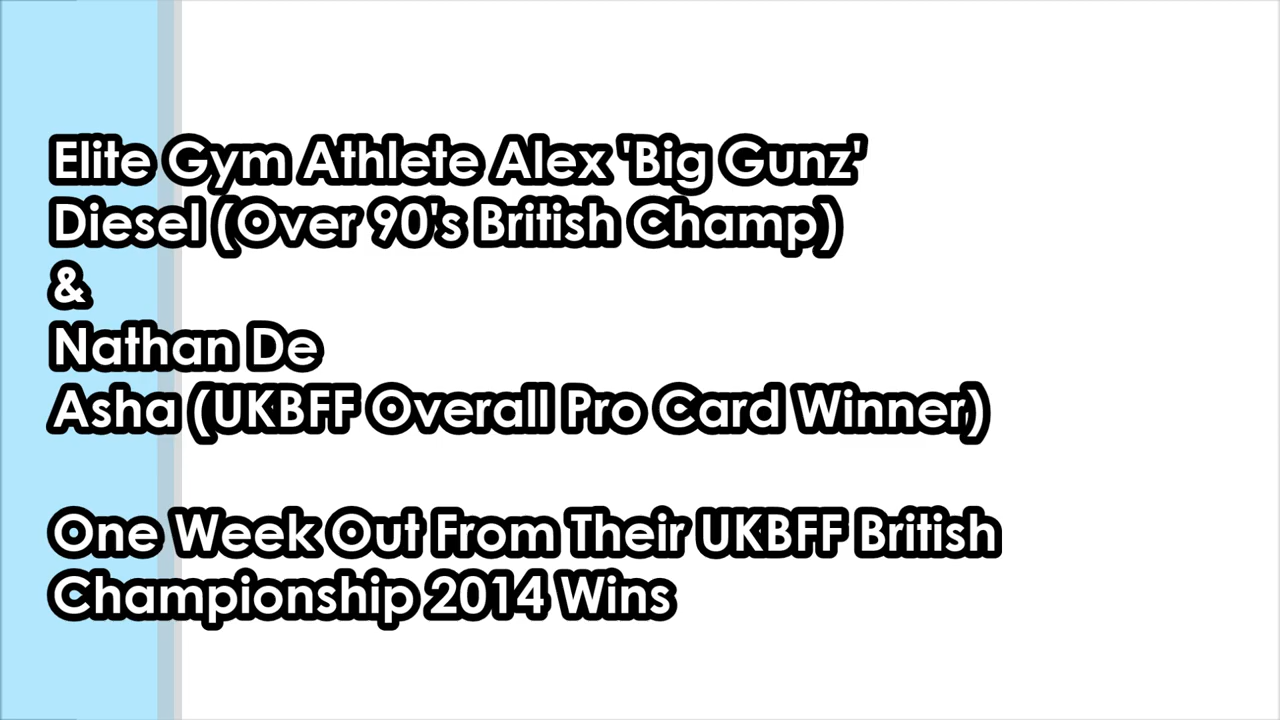 Elite Gym Athlete Alex 'Big Gunz'
Diesel (Over 90's British Champ)
&
Nathan De
Asha (UKBFF Overall Pro Card Winner)
One Week Out From Their UKBFF British
Championship 2014 Wins